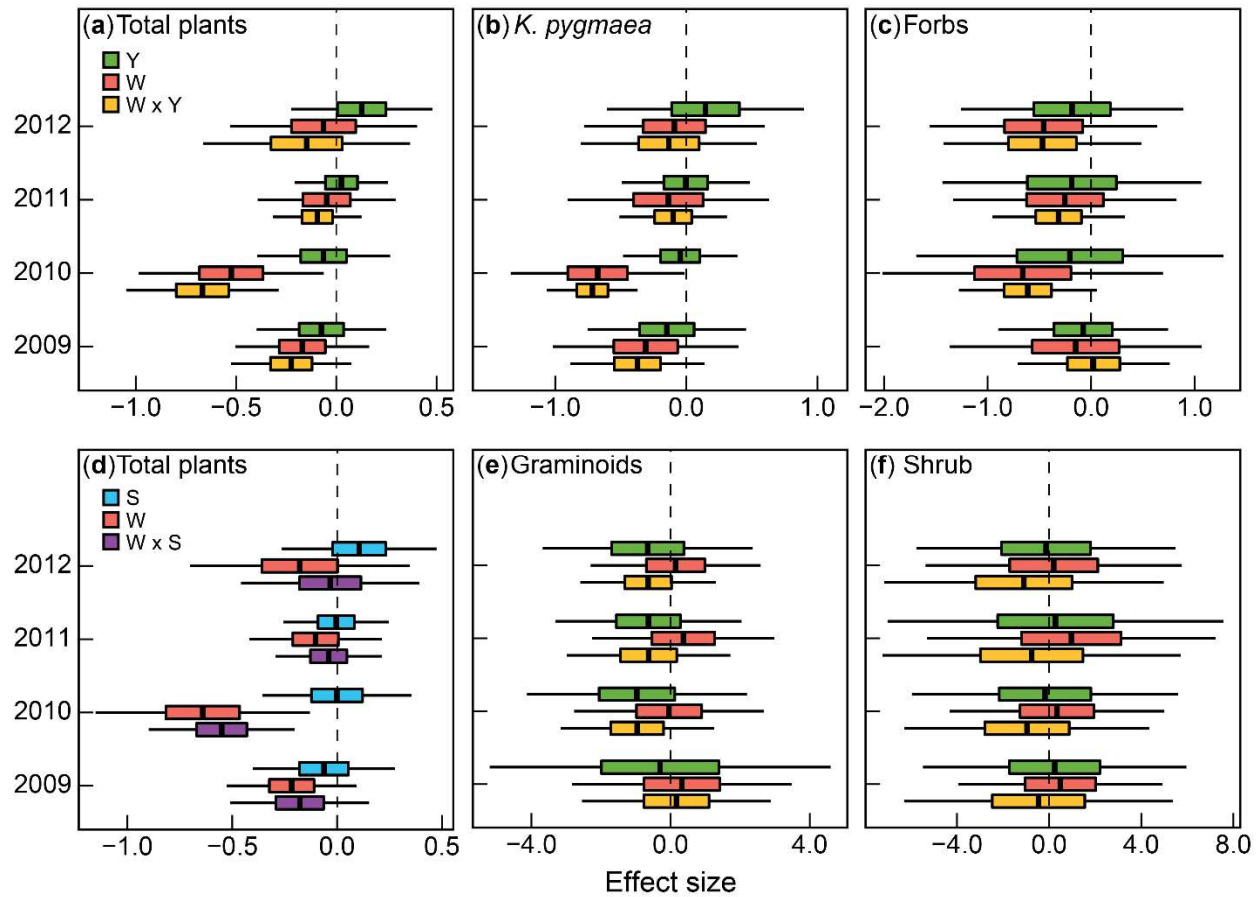 (a) Total plants
Y
W
W x Y
2012
2011
2010
2009
−1.0 −0.5 0.0 0.5
(b) K. pygmaea
−1.0 0.0 1.0
(c) Forbs
−2.0 −1.0 0.0 1.0
(d) Total plants
S
W
W x S
2012
2011
2010
2009
−1.0 −0.5 0.0 0.5
(e) Graminoids
−4.0 0.0 4.0
(f) Shrub
−4.0 0.0 4.0 8.0
Effect size